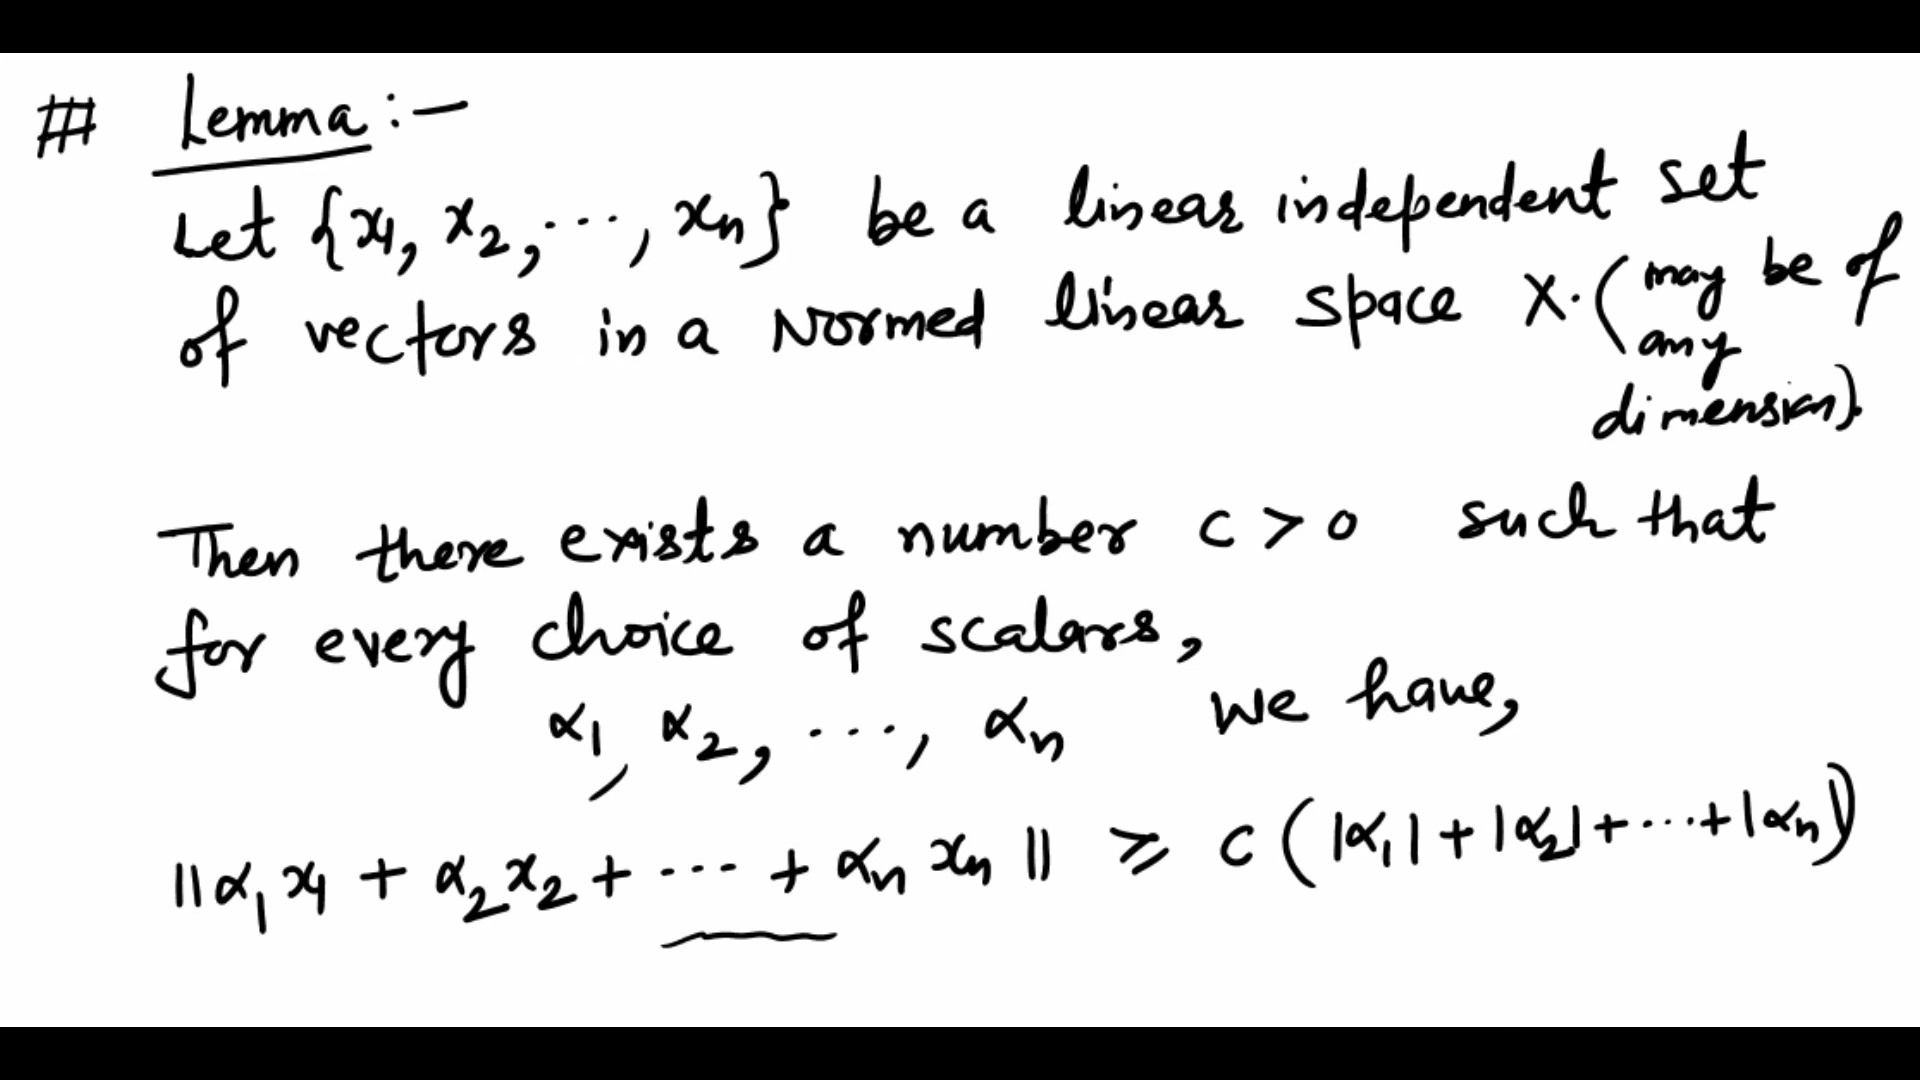 # Lemma :-
Let {x₁, x₂, ..., xₙ} be a linear independent set
of vectors in a Normed linear space X. (may be of
any
dimension).
Then there exists a number c > 0 such that
for every choice of scalars,
α₁, α₂, ..., αₙ we have,
||α₁x₁ + α₂x₂ + ... + αₙxₙ|| ⩾ c(|α₁| + |α₂| + ... + |αₙ|)